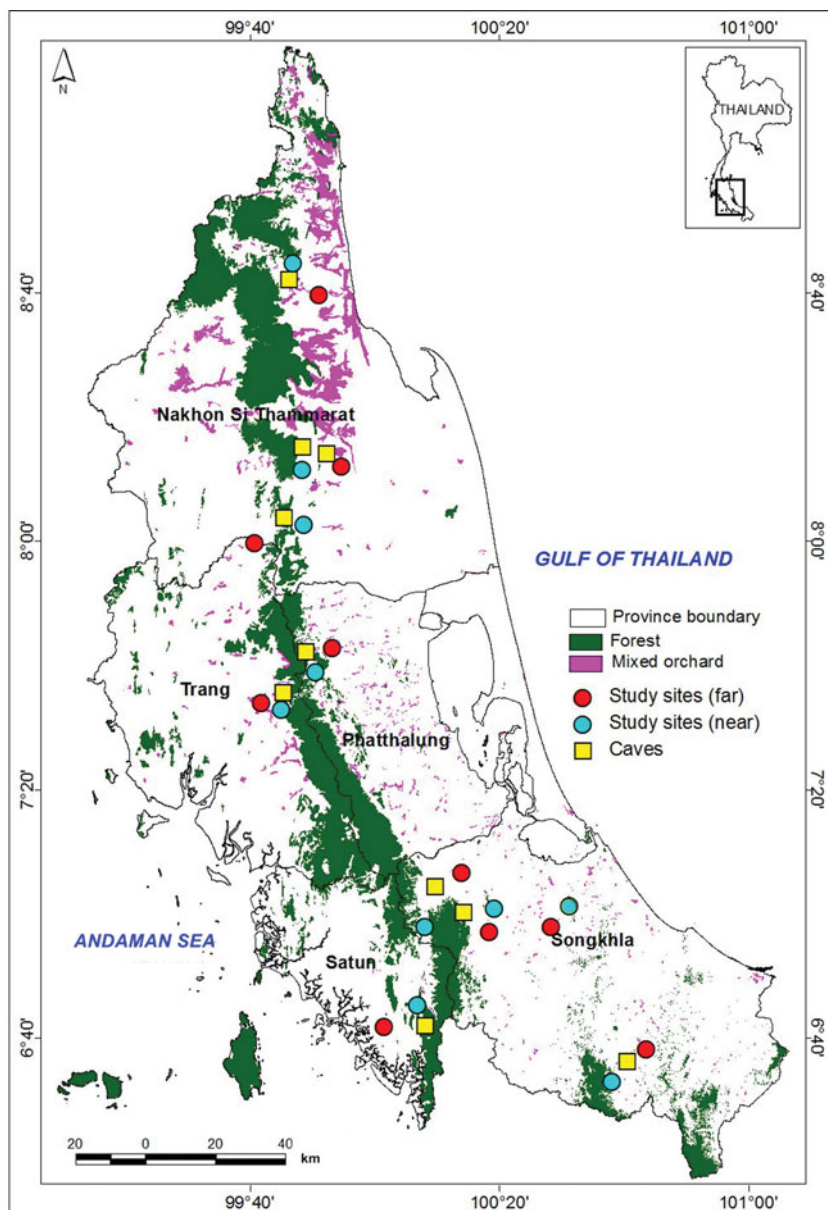 99°40' 100°20' 101°00'
N
THAILAND
8°40' 8°40'
Nakhon Si Thammarat
8°00' 8°00'
GULF OF THAILAND
Province boundary
Forest
Mixed orchard
Study sites (far)
Study sites (near)
Caves
Trang
Phatthalung
7°20' 7°20'
ANDAMAN SEA
Satun
Songkhla
6°40' 6°40'
20 0 20 40
km
99°40' 100°20' 101°00'